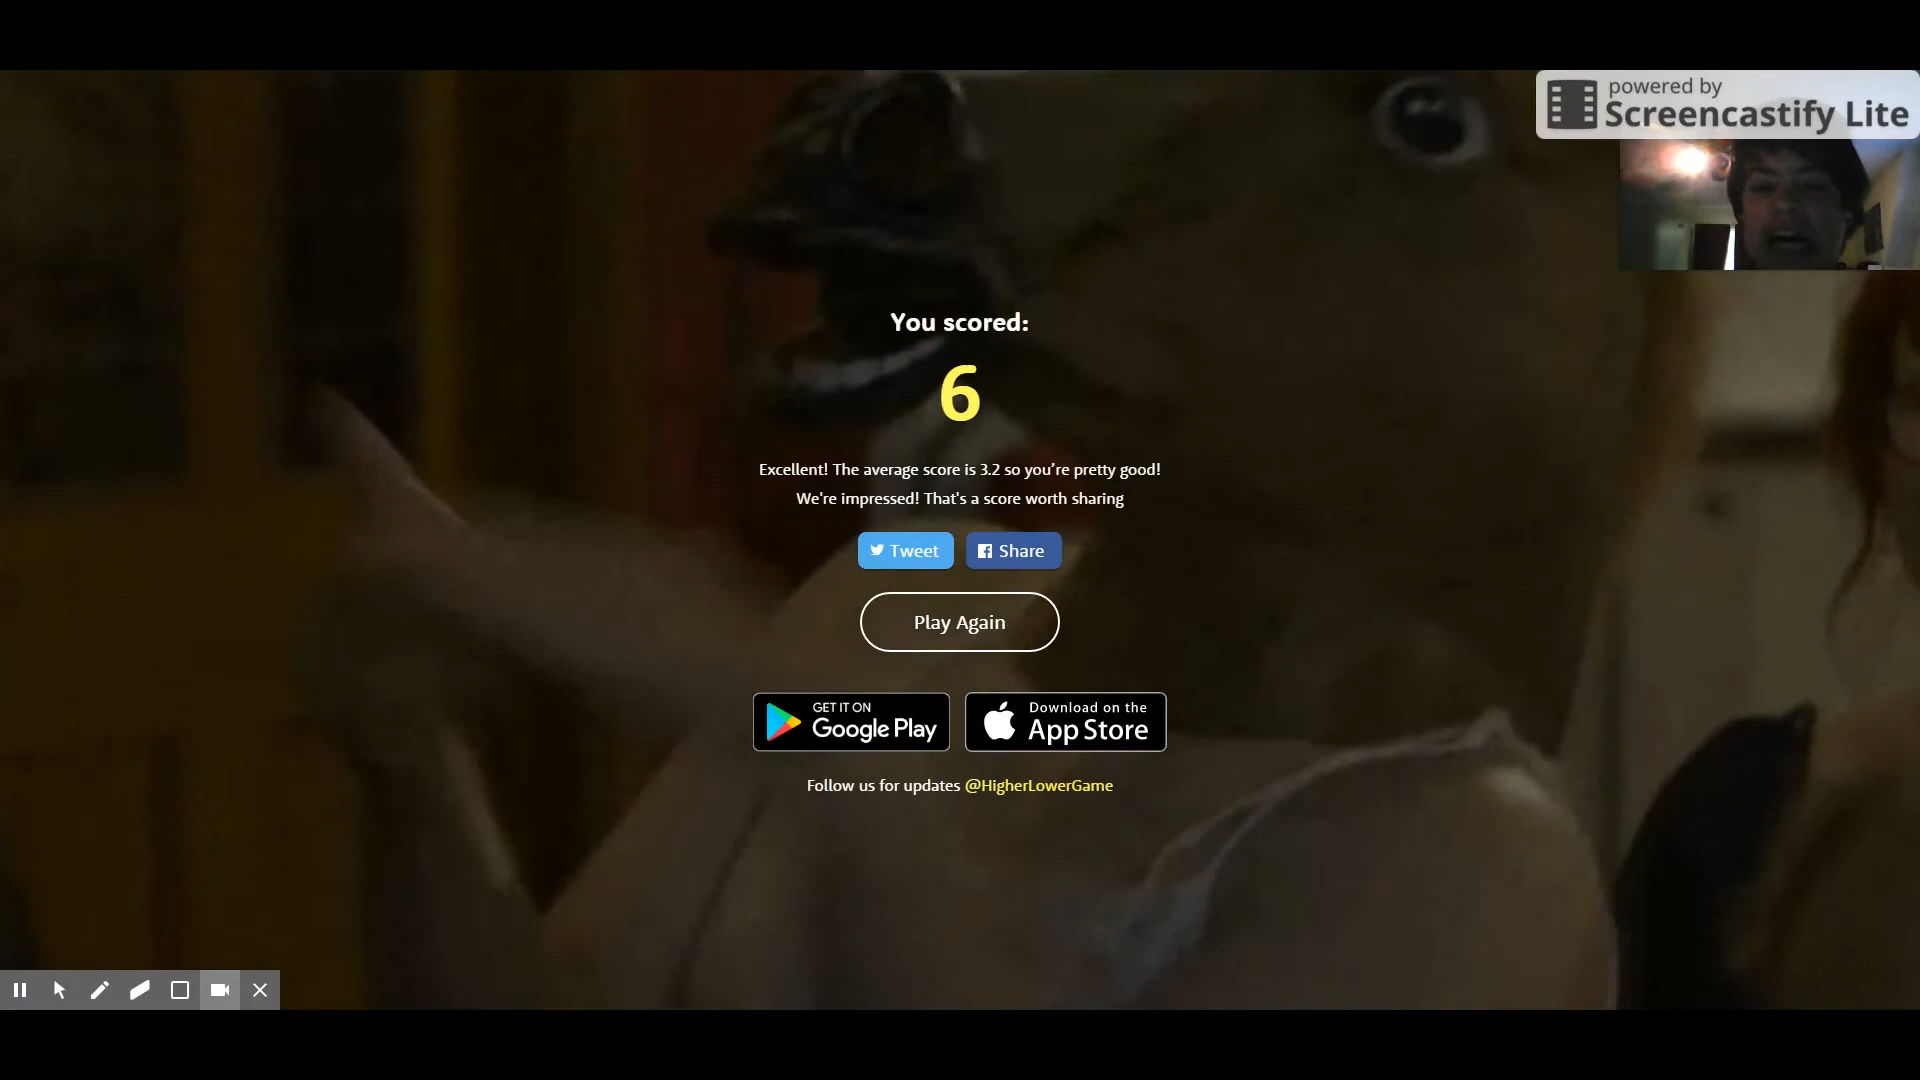 powered by
Screencastify Lite
You scored:
6
Excellent! The average score is 3.2 so you’re pretty good!
We're impressed! That's a score worth sharing
Tweet
Share
Play Again
GET IT ON
Google Play
Download on the
App Store
Follow us for updates @HigherLowerGame